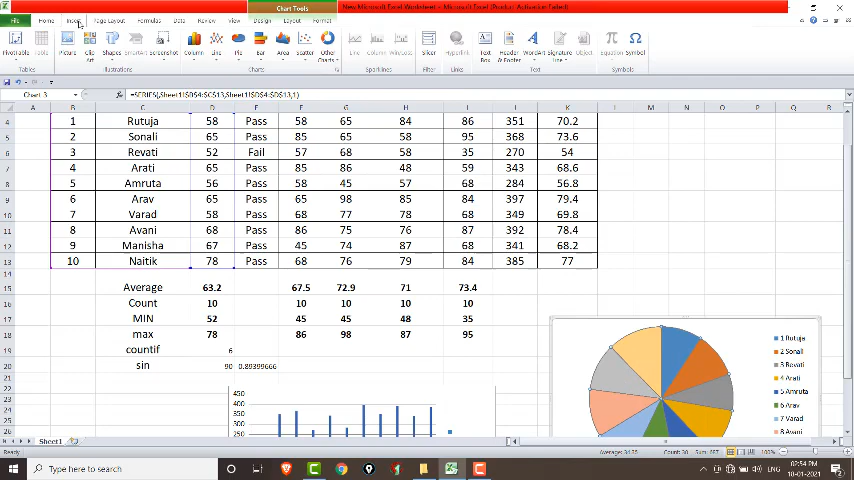 Chart Tools
New Microsoft Excel Worksheet - Microsoft Excel (Product Activation Failed)
File Home Insert Page Layout Formulas Data Review View Design Layout Format
PivotTable Table Picture Clip Art Shapes SmartArt Screenshot Column Line Pie Bar Area Scatter Other Charts Line Column Win/Loss Slicer Hyperlink Text Box Header & Footer WordArt Signature Line Object Equation Symbol
Tables Illustrations Charts Sparklines Filter Links Text Symbols
Chart 3 =SERIES(,Sheet1!$B$4:$C$13,Sheet1!$D$4:$D$13,1)
A B C D E F G H I J K L M N O P Q
4 1 Rutuja 58 Pass 58 65 84 86 351 70.2
5 2 Sonali 65 Pass 85 65 58 95 368 73.6
6 3 Revati 52 Fail 57 68 58 35 270 54
7 4 Arati 65 Pass 85 86 48 59 343 68.6
8 5 Amruta 56 Pass 58 45 57 68 284 56.8
9 6 Arav 65 Pass 65 98 85 84 397 79.4
10 7 Varad 58 Pass 68 77 78 68 349 69.8
11 8 Avani 68 Pass 86 75 76 87 392 78.4
12 9 Manisha 67 Pass 45 74 87 68 341 68.2
13 10 Naitik 78 Pass 68 76 79 84 385 77
14
15 Average 63.2 67.5 72.9 71 73.4
16 Count 10 10 10 10 10
17 MIN 52 45 45 48 35
18 max 78 86 98 87 95
19 countif 6
20 sin 90 0.89399666
21
22
23
24
25
26
450
400
350
300
250
1 Rutuja
2 Sonali
3 Revati
4 Arati
5 Amruta
6 Arav
7 Varad
8 Avani
Sheet1
Ready Average: 34.35 Count: 30 Sum: 687 100%
Type here to search
ENG
02:54 PM
10-01-2021
2